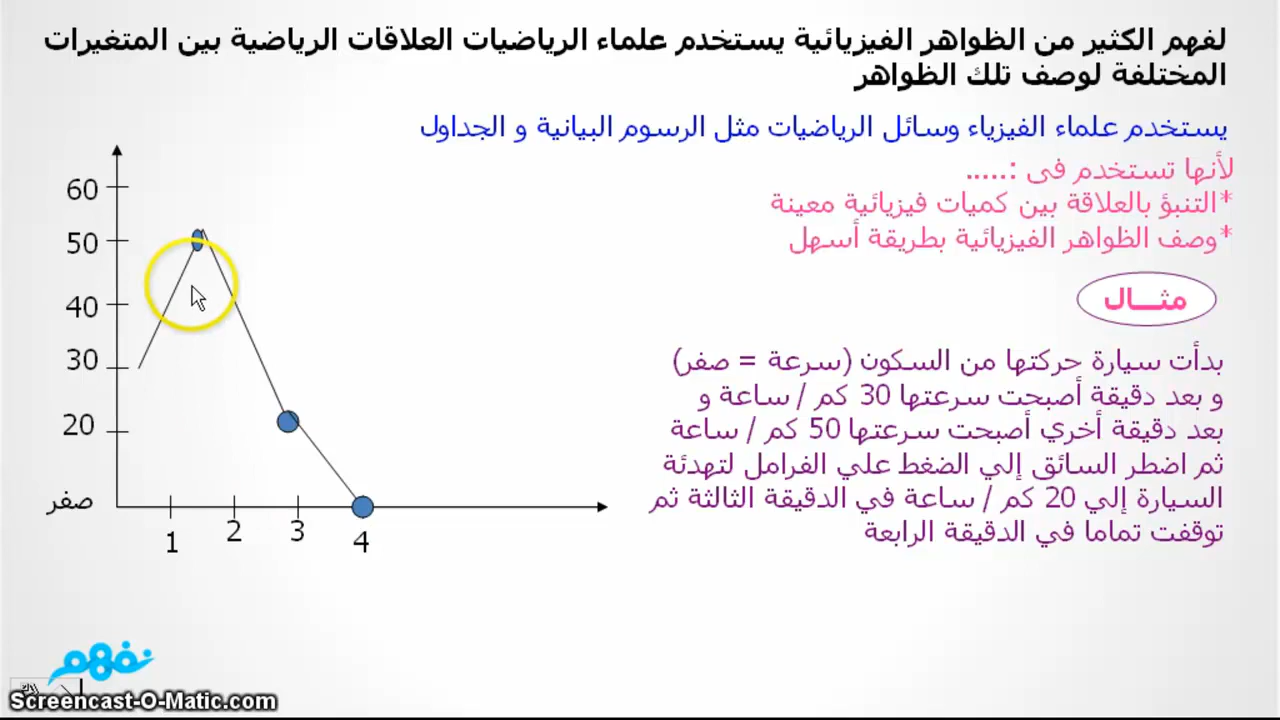 لفهم الكثير من الظواهر الفيزيائية يستخدم علماء الرياضيات العلاقات الرياضية بين المتغيرات
المختلفة لوصف تلك الظواهر
يستخدم علماء الفيزياء وسائل الرياضيات مثل الرسوم البيانية و الجداول
لأنها تستخدم فى :.....
*التنبؤ بالعلاقة بين كميات فيزيائية معينة
*وصف الظواهر الفيزيائية بطريقة أسهل
مثـــال
بدأت سيارة حركتها من السكون (سرعة = صفر)
و بعد دقيقة أصبحت سرعتها 30 كم / ساعة و
بعد دقيقة أخري أصبحت سرعتها 50 كم / ساعة
ثم اضطر السائق إلي الضغط علي الفرامل لتهدئة
السيارة إلي 20 كم / ساعة في الدقيقة الثالثة ثم
توقفت تماما في الدقيقة الرابعة
60
50
40
30
20
صفر
1
2
3
4
نفهم
Screencast-O-Matic.com